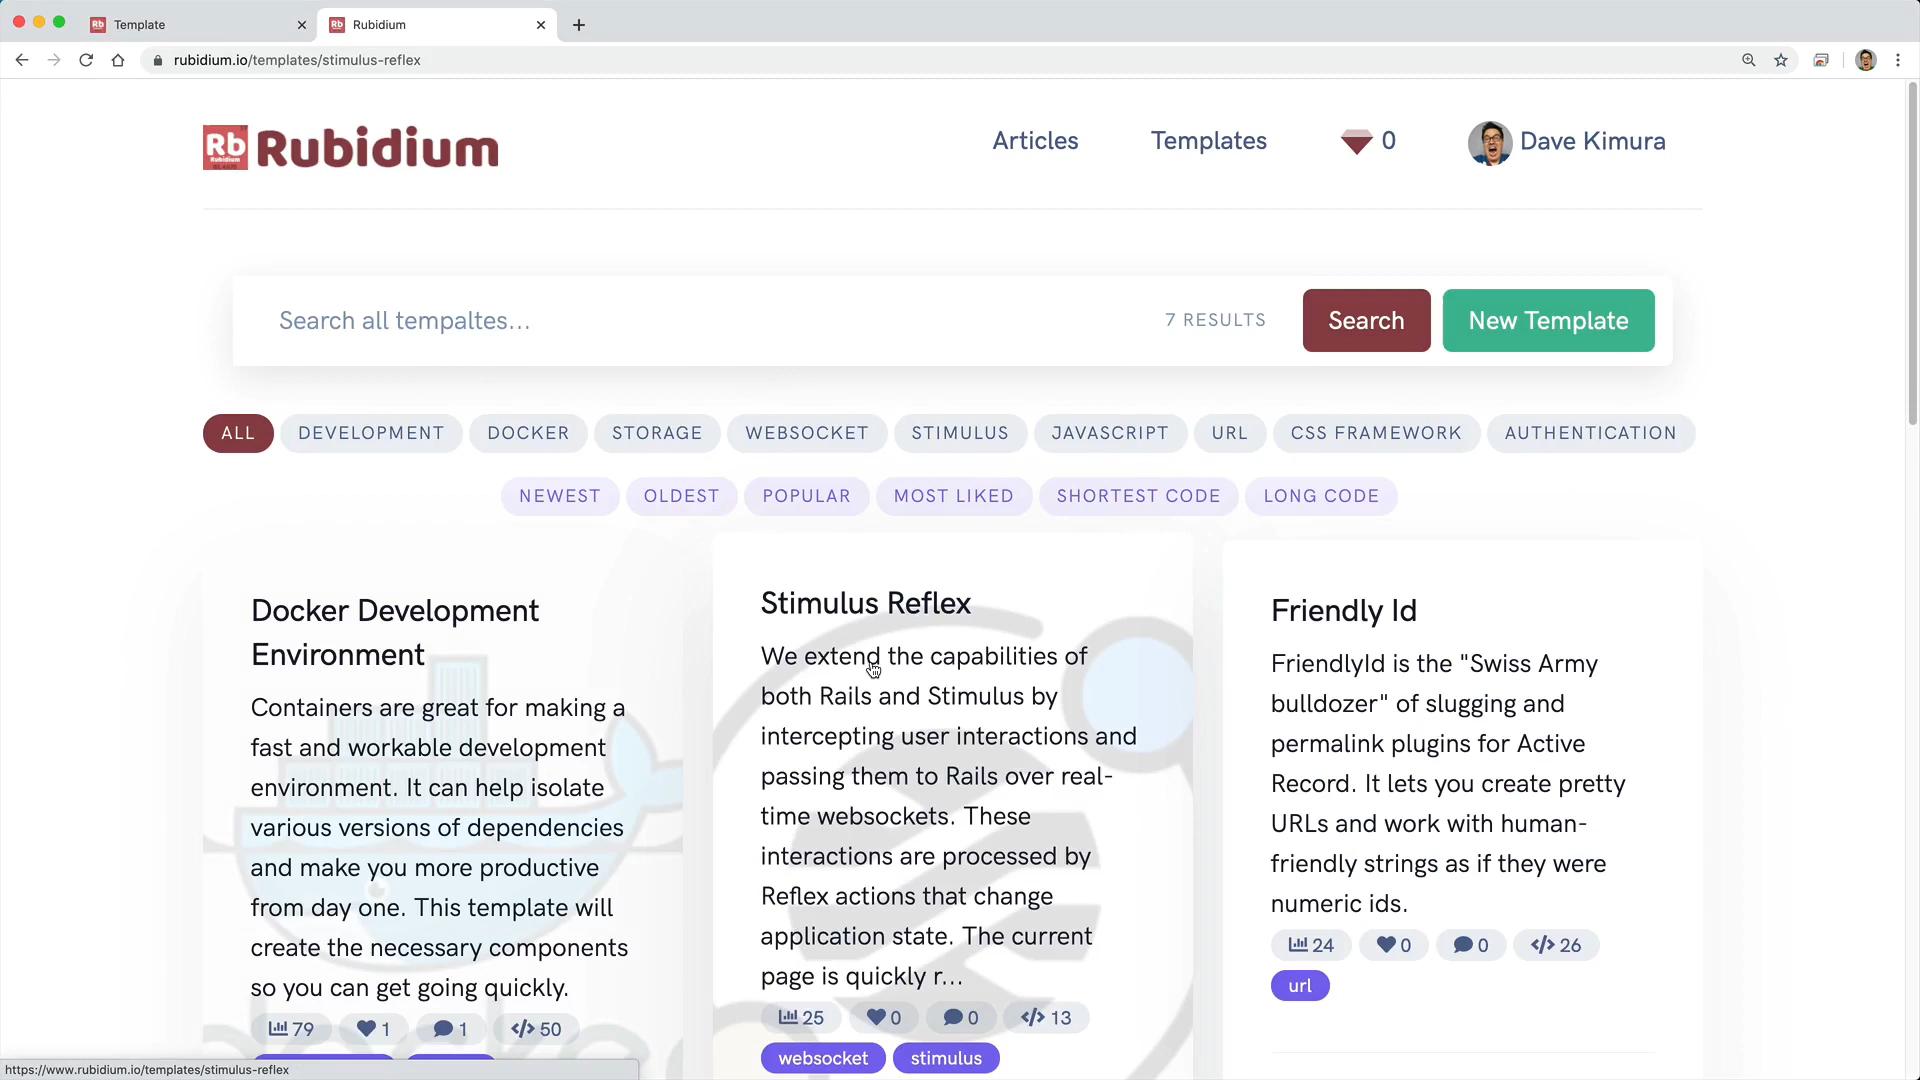 Template
Rubidium
rubidium.io/templates/stimulus-reflex
Rb
Rubidium
Rubidium
Articles
Templates
0
Dave Kimura
Search all tempaltes...
7 RESULTS
Search
New Template
ALL
DEVELOPMENT
DOCKER
STORAGE
WEBSOCKET
STIMULUS
JAVASCRIPT
URL
CSS FRAMEWORK
AUTHENTICATION
NEWEST
OLDEST
POPULAR
MOST LIKED
SHORTEST CODE
LONG CODE
Docker Development
Environment
Containers are great for making a
fast and workable development
environment. It can help isolate
various versions of dependencies
and make you more productive
from day one. This template will
create the necessary components
so you can get going quickly.
79
1
1
50
Stimulus Reflex
We extend the capabilities of
both Rails and Stimulus by
intercepting user interactions and
passing them to Rails over real-
time websockets. These
interactions are processed by
Reflex actions that change
application state. The current
page is quickly r...
25
0
0
13
websocket
stimulus
Friendly Id
FriendlyId is the "Swiss Army
bulldozer" of slugging and
permalink plugins for Active
Record. It lets you create pretty
URLs and work with human-
friendly strings as if they were
numeric ids.
24
0
0
26
url
https://www.rubidium.io/templates/stimulus-reflex